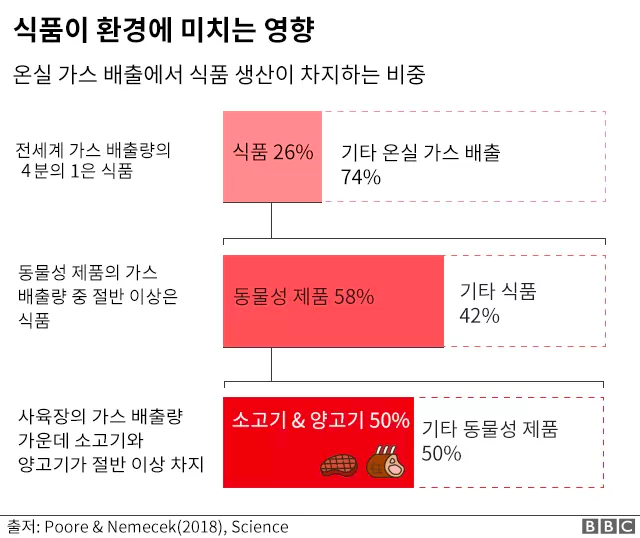 식품이 환경에 미치는 영향
온실 가스 배출에서 식품 생산이 차지하는 비중
전세계 가스 배출량의
4분의 1은 식품
식품 26%
기타 온실 가스 배출
74%
동물성 제품의 가스
배출량 중 절반 이상은
식품
동물성 제품 58%
기타 식품
42%
사육장의 가스 배출량
가운데 소고기와
양고기가 절반 이상 차지
소고기 & 양고기 50%
기타 동물성 제품
50%
출저: Poore & Nemecek(2018), Science
BBC